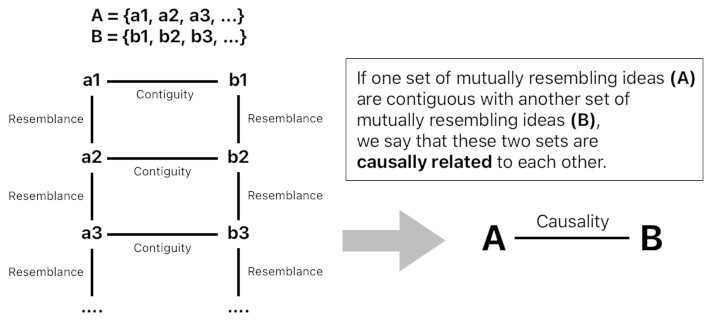 A = {a1, a2, a3, ...}
B = {b1, b2, b3, ...}
a1 b1
Contiguity
Resemblance Resemblance
a2 b2
Contiguity
Resemblance Resemblance
a3 b3
Contiguity
Resemblance Resemblance
.... ....
If one set of mutually resembling ideas (A)
are contiguous with another set of
mutually resembling ideas (B),
we say that these two sets are
causally related to each other.
Causality
A B